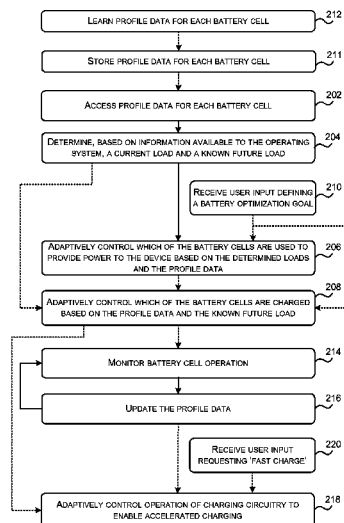 LEARN PROFILE DATA FOR EACH BATTERY CELL
212
STORE PROFILE DATA FOR EACH BATTERY CELL
211
ACCESS PROFILE DATA FOR EACH BATTERY CELL
202
DETERMINE, BASED ON INFORMATION AVAILABLE TO THE OPERATING
SYSTEM, A CURRENT LOAD AND A KNOWN FUTURE LOAD
204
RECEIVE USER INPUT DEFINING
A BATTERY OPTIMIZATION GOAL
210
ADAPTIVELY CONTROL WHICH OF THE BATTERY CELLS ARE USED TO
PROVIDE POWER TO THE DEVICE BASED ON THE DETERMINED LOADS
AND THE PROFILE DATA
206
ADAPTIVELY CONTROL WHICH OF THE BATTERY CELLS ARE CHARGED
BASED ON THE PROFILE DATA AND THE KNOWN FUTURE LOAD
208
MONITOR BATTERY CELL OPERATION
214
UPDATE THE PROFILE DATA
216
RECEIVE USER INPUT
REQUESTING 'FAST CHARGE'
220
ADAPTIVELY CONTROL OPERATION OF CHARGING CIRCUITRY TO
ENABLE ACCELERATED CHARGING
218